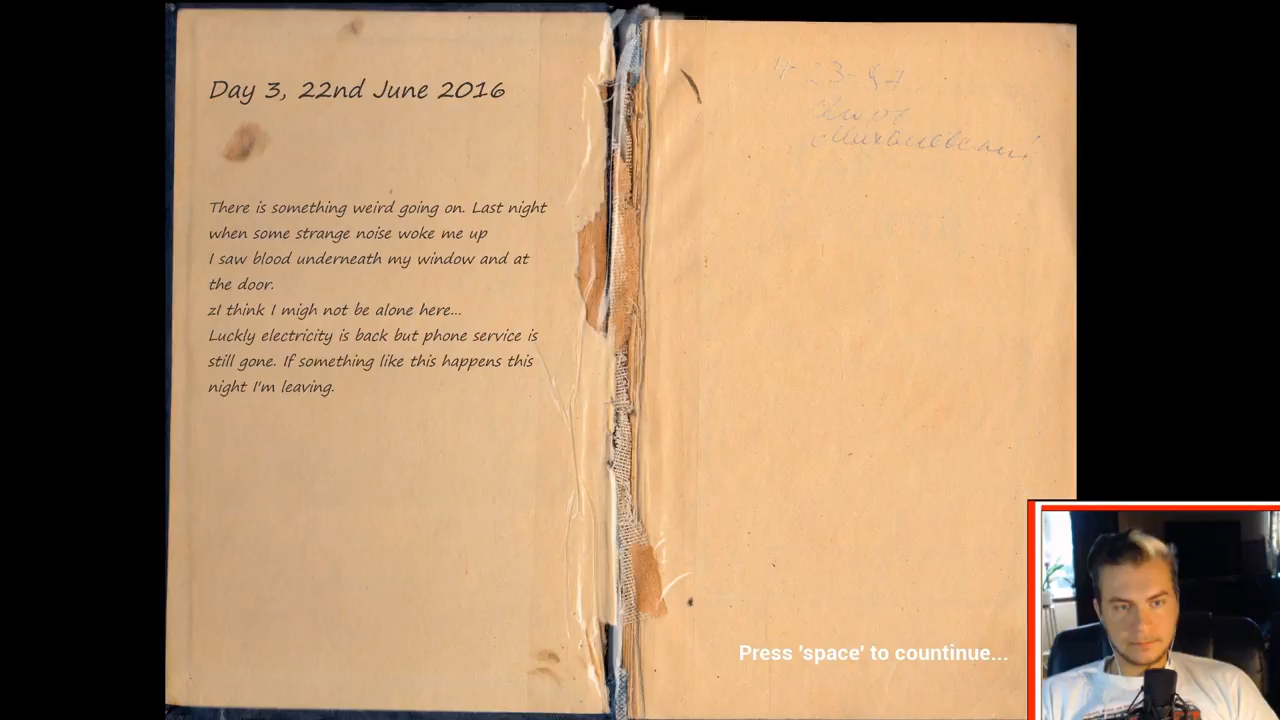 Day 3, 22nd June 2016
There is something weird going on. Last night
when some strange noise woke me up
I saw blood underneath my window and at
the door.
zI think I migh not be alone here...
Luckly electricity is back but phone service is
still gone. If something like this happens this
night I'm leaving.
Press 'space' to countinue...